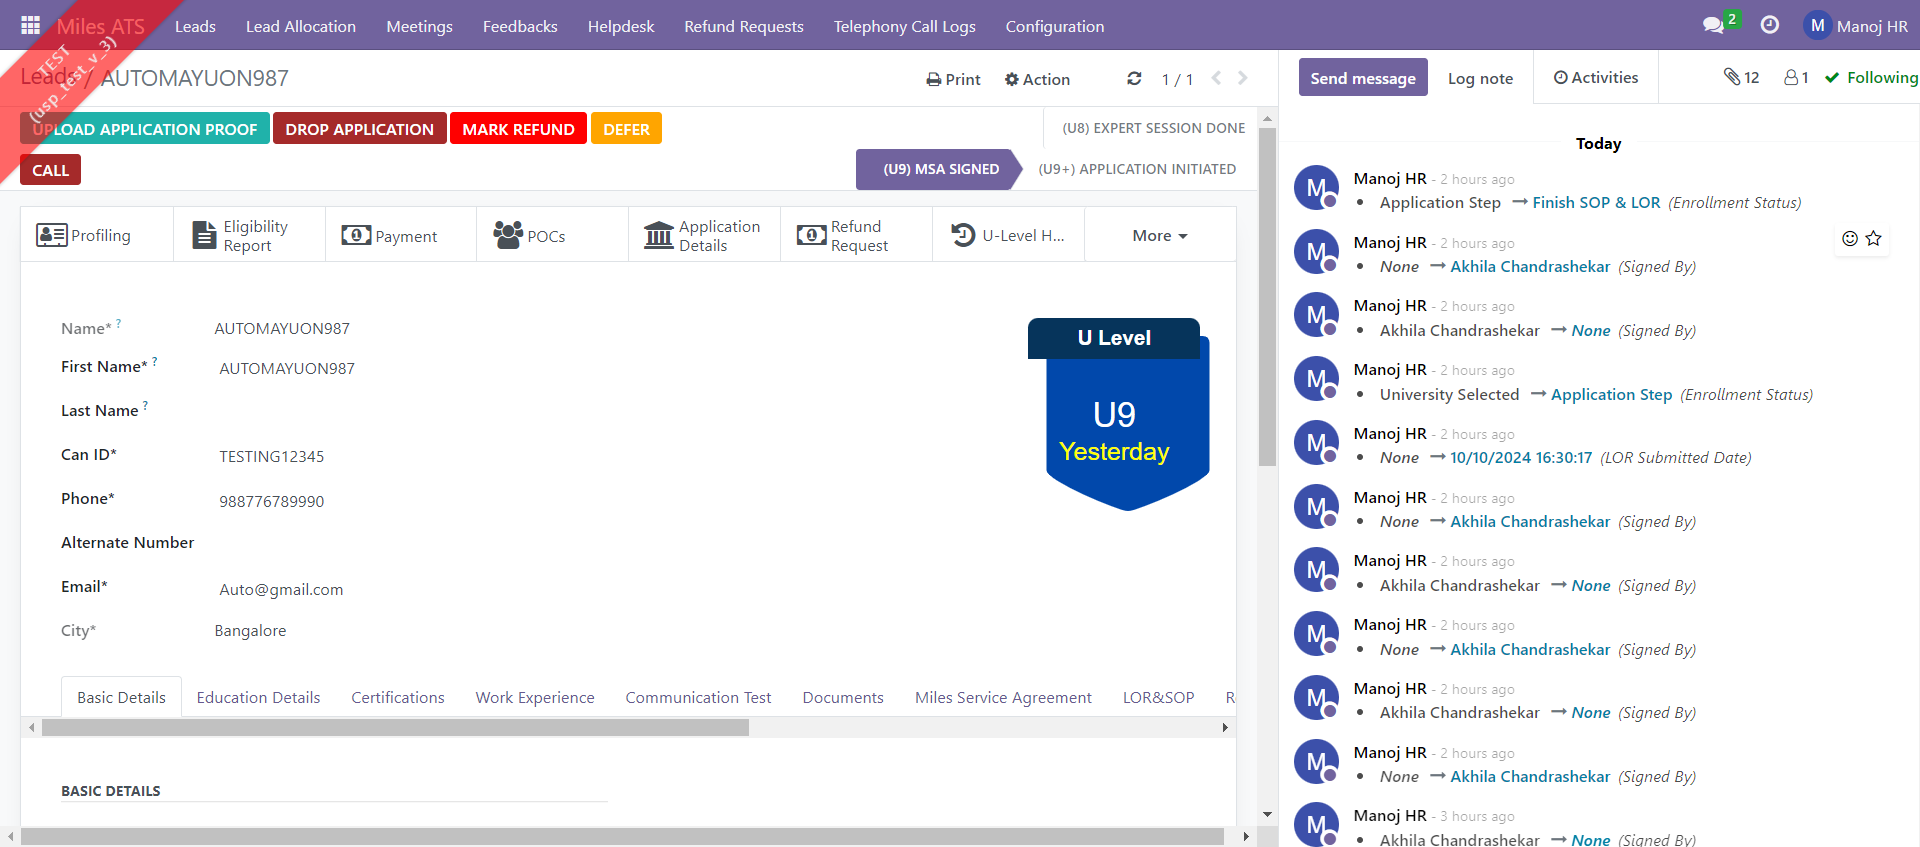 Miles ATS
Leads
Lead Allocation
Meetings
Feedbacks
Helpdesk
Refund Requests
Telephony Call Logs
Configuration
2
M Manoj HR
TEST
(usp_test_v_3)
Leads / AUTOMAYUON987
Print
Action
1 / 1
UPLOAD APPLICATION PROOF
DROP APPLICATION
MARK REFUND
DEFER
CALL
(U8) EXPERT SESSION DONE
(U9) MSA SIGNED
(U9+) APPLICATION INITIATED
Profiling
Eligibility
Report
Payment
POCs
Application
Details
Refund
Request
U-Level H...
More
Name* ? AUTOMAYUON987
First Name* ? AUTOMAYUON987
Last Name ?
Can ID* TESTING12345
Phone* 988776789990
Alternate Number
Email* Auto@gmail.com
City* Bangalore
U Level
U9
Yesterday
Basic Details
Education Details
Certifications
Work Experience
Communication Test
Documents
Miles Service Agreement
LOR&SOP
BASIC DETAILS
Send message
Log note
Activities
12
1
Following
Today
M Manoj HR - 2 hours ago
• Application Step → Finish SOP & LOR (Enrollment Status)
M Manoj HR - 2 hours ago
• None → Akhila Chandrashekar (Signed By)
M Manoj HR - 2 hours ago
• Akhila Chandrashekar → None (Signed By)
M Manoj HR - 2 hours ago
• University Selected → Application Step (Enrollment Status)
M Manoj HR - 2 hours ago
• None → 10/10/2024 16:30:17 (LOR Submitted Date)
M Manoj HR - 2 hours ago
• None → Akhila Chandrashekar (Signed By)
M Manoj HR - 2 hours ago
• Akhila Chandrashekar → None (Signed By)
M Manoj HR - 2 hours ago
• None → Akhila Chandrashekar (Signed By)
M Manoj HR - 2 hours ago
• Akhila Chandrashekar → None (Signed By)
M Manoj HR - 2 hours ago
• None → Akhila Chandrashekar (Signed By)
M Manoj HR - 3 hours ago
• Akhila Chandrashekar → None (Signed By)